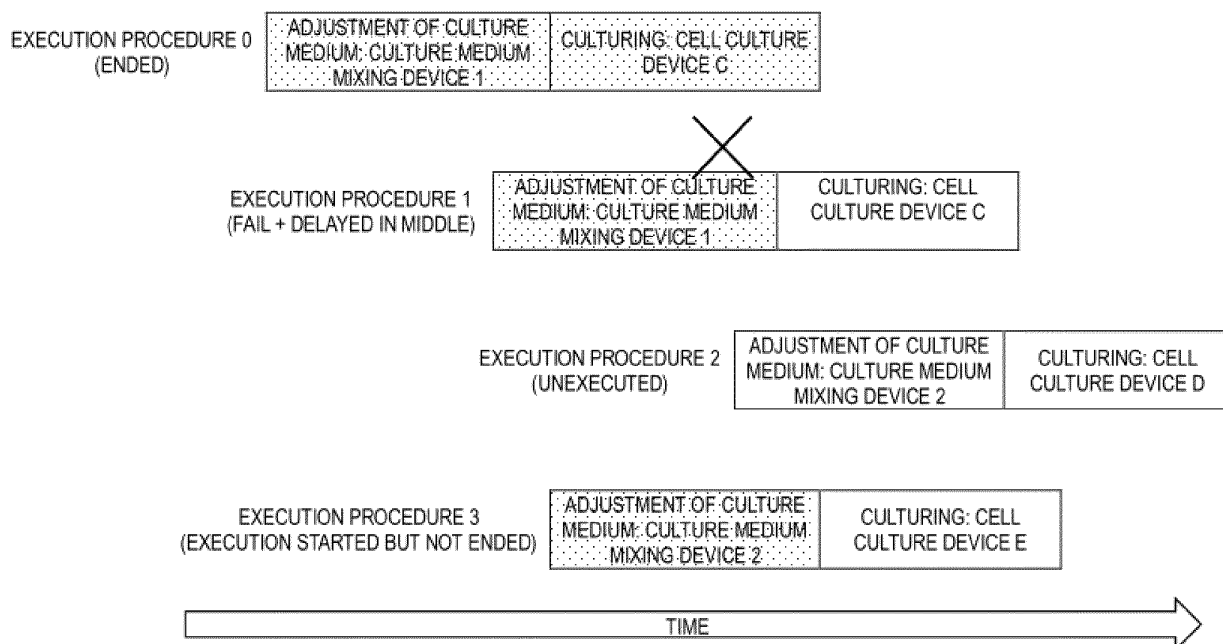 EXECUTION PROCEDURE 0
(ENDED)
ADJUSTMENT OF CULTURE
MEDIUM: CULTURE MEDIUM
MIXING DEVICE 1
CULTURING: CELL CULTURE
DEVICE C
EXECUTION PROCEDURE 1
(FAIL + DELAYED IN MIDDLE)
ADJUSTMENT OF CULTURE
MEDIUM: CULTURE MEDIUM
MIXING DEVICE 1
CULTURING: CELL
CULTURE DEVICE C
EXECUTION PROCEDURE 2
(UNEXECUTED)
ADJUSTMENT OF CULTURE
MEDIUM: CULTURE MEDIUM
MIXING DEVICE 2
CULTURING: CELL
CULTURE DEVICE D
EXECUTION PROCEDURE 3
(EXECUTION STARTED BUT NOT ENDED)
ADJUSTMENT OF CULTURE
MEDIUM: CULTURE MEDIUM
MIXING DEVICE 2
CULTURING: CELL
CULTURE DEVICE E
TIME